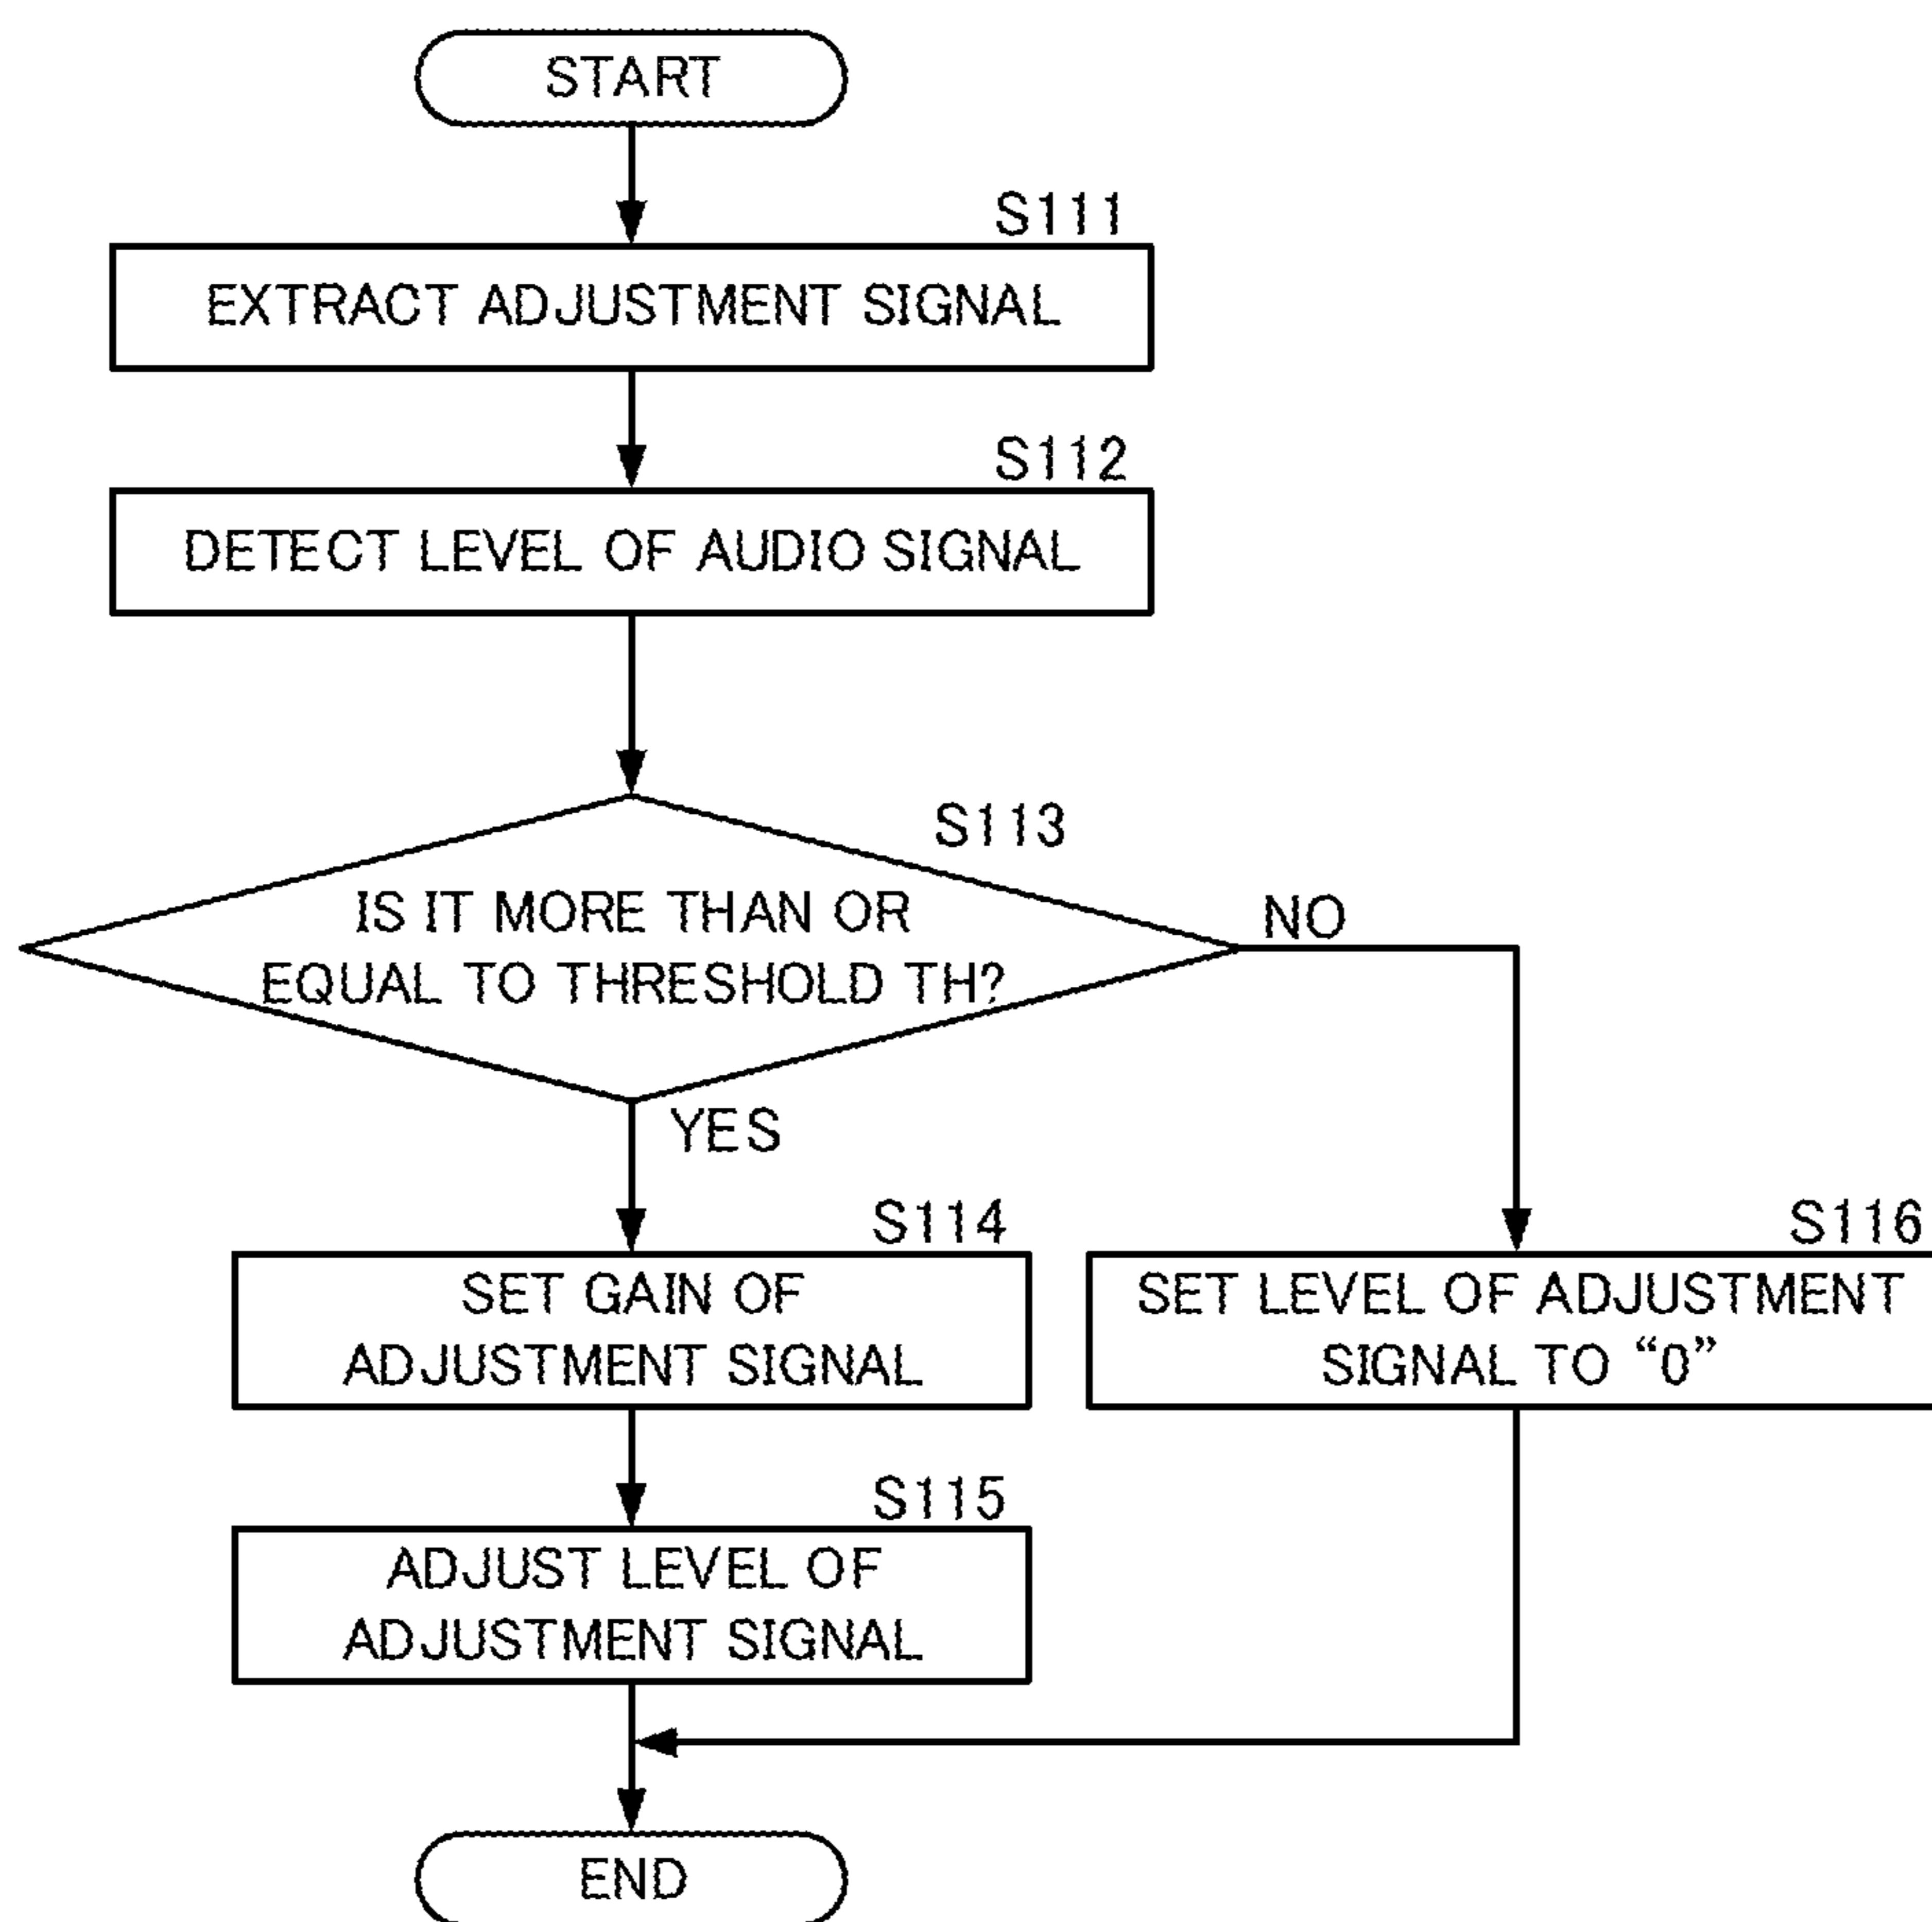 START
S111
EXTRACT ADJUSTMENT SIGNAL
S112
DETECT LEVEL OF AUDIO SIGNAL
S113
IS IT MORE THAN OR
EQUAL TO THRESHOLD TH?
NO
YES
S114
SET GAIN OF
ADJUSTMENT SIGNAL
S116
SET LEVEL OF ADJUSTMENT
SIGNAL TO “0”
S115
ADJUST LEVEL OF
ADJUSTMENT SIGNAL
END